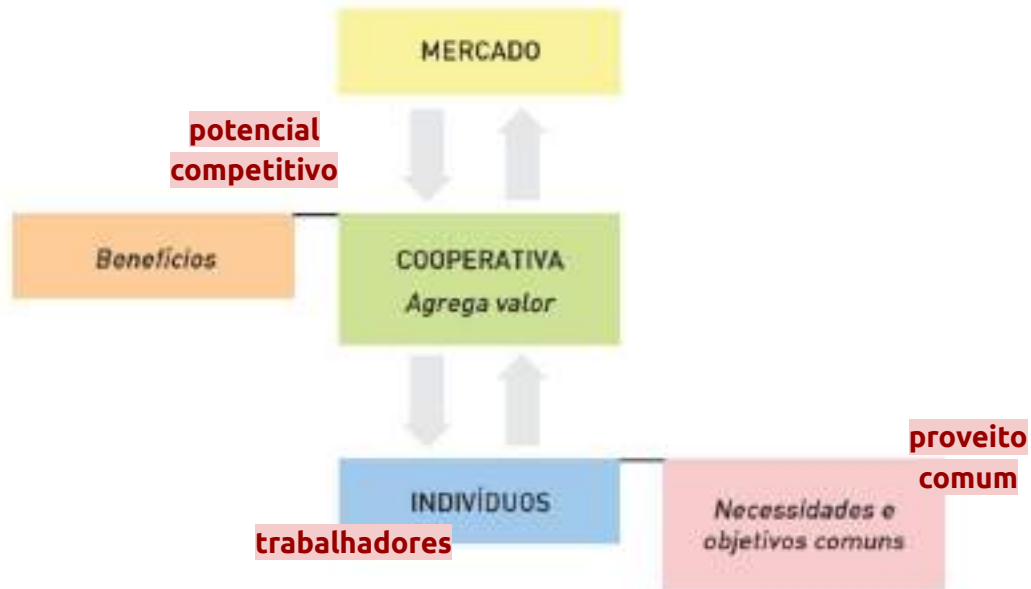 MERCADO
potencial
competitivo
Benefícios
COOPERATIVA
Agrega valor
proveito
comum
INDIVÍDUOS
trabalhadores
Necessidades e
objetivos comuns